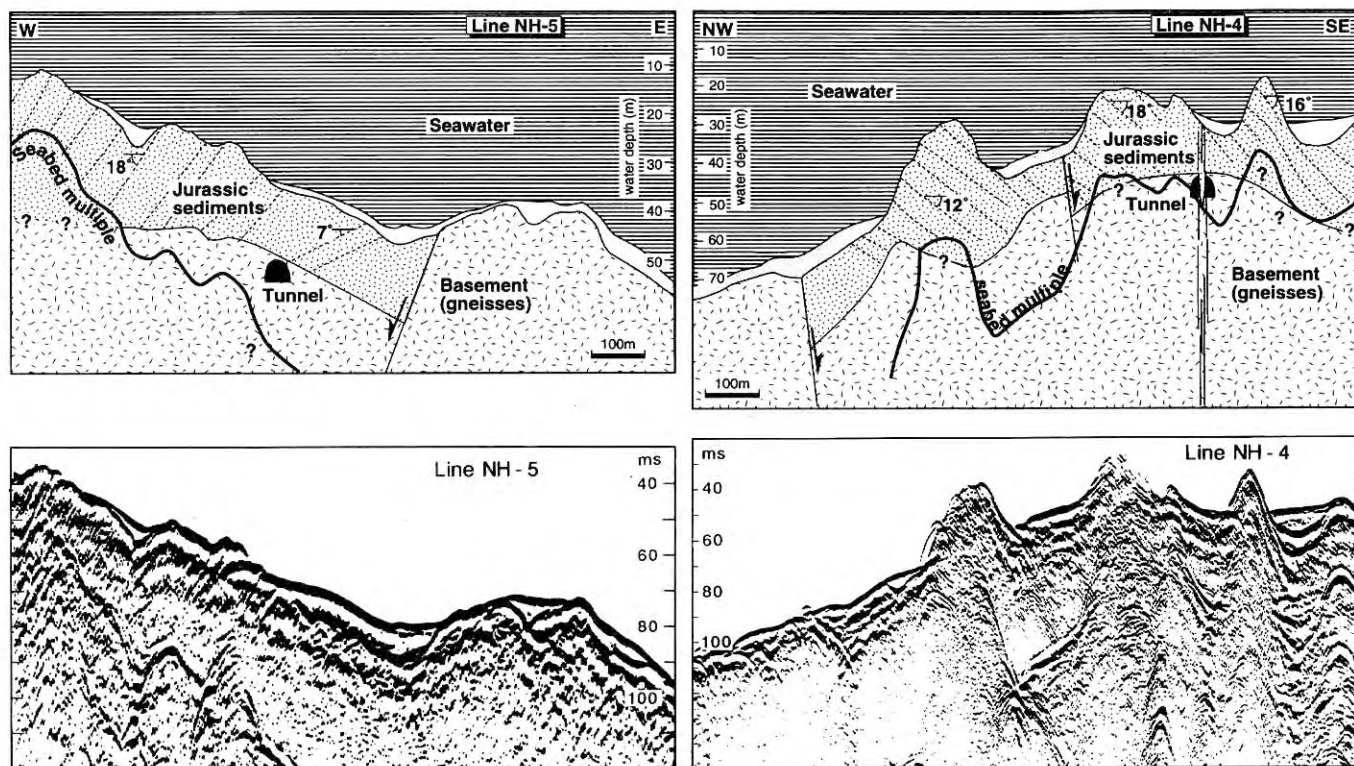 W
Line NH-5
E
10
20
30
40
50
water depth (m)
Seawater
18°
Seabed multiple
Jurassic
sediments
7°
?
?
?
Tunnel
Basement
(gneisses)
100m
NW
Line NH-4
SE
10
20
30
40
50
60
70
water depth (m)
Seawater
18°
16°
Jurassic
sediments
12°
?
?
?
?
?
Tunnel
seabed multiple
Basement
(gneisses)
100m
Line NH - 5
ms
40
60
80
100
Line NH - 4
ms
40
60
80
100